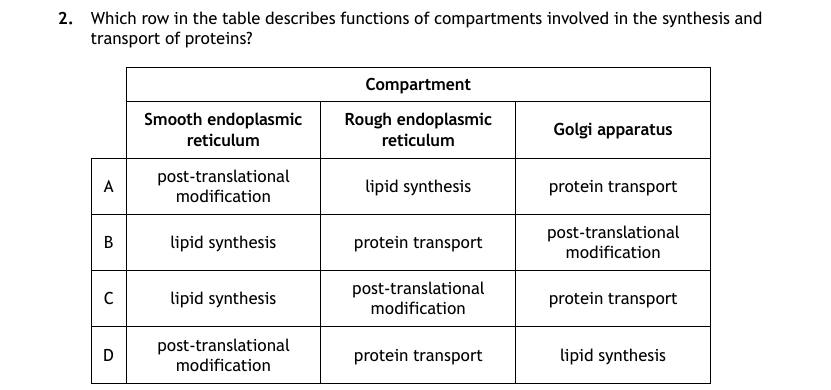 2. Which row in the table describes functions of compartments involved in the synthesis and
transport of proteins?
Compartment
Smooth endoplasmic
reticulum
Rough endoplasmic
reticulum
Golgi apparatus
A
post-translational
modification
lipid synthesis
protein transport
B
lipid synthesis
protein transport
post-translational
modification
C
lipid synthesis
post-translational
modification
protein transport
D
post-translational
modification
protein transport
lipid synthesis